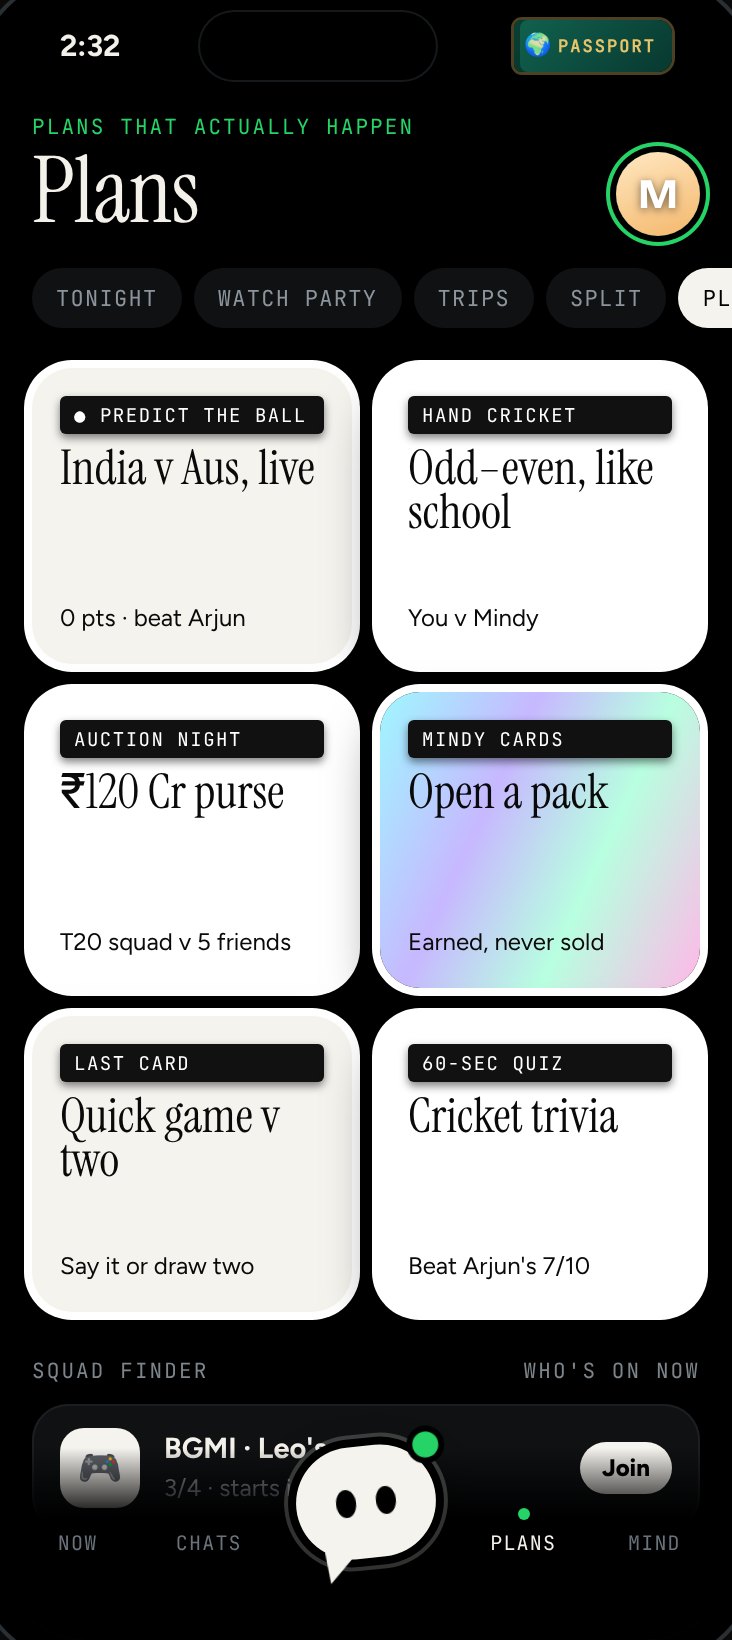 2:32
PASSPORT
PLANS THAT ACTUALLY HAPPEN
Plans
M
TONIGHT
WATCH PARTY
TRIPS
SPLIT
PL
PREDICT THE BALL
India v Aus, live
0 pts · beat Arjun
HAND CRICKET
Odd–even, like
school
You v Mindy
AUCTION NIGHT
₹120 Cr purse
T20 squad v 5 friends
MINDY CARDS
Open a pack
Earned, never sold
LAST CARD
Quick game v
two
Say it or draw two
60-SEC QUIZ
Cricket trivia
Beat Arjun's 7/10
SQUAD FINDER
WHO'S ON NOW
BGMI · Leo's
3/4 · starts
Join
NOW
CHATS
PLANS
MIND